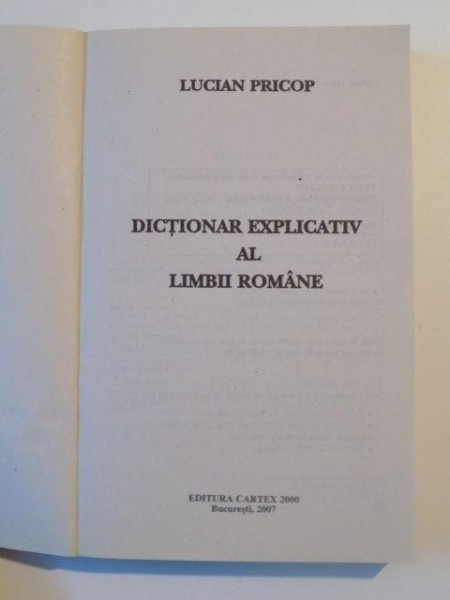 LUCIAN PRICOP
DICȚIONAR EXPLICATIV
AL
LIMBII ROMÂNE
EDITURA CARTEX 2000
București, 2007